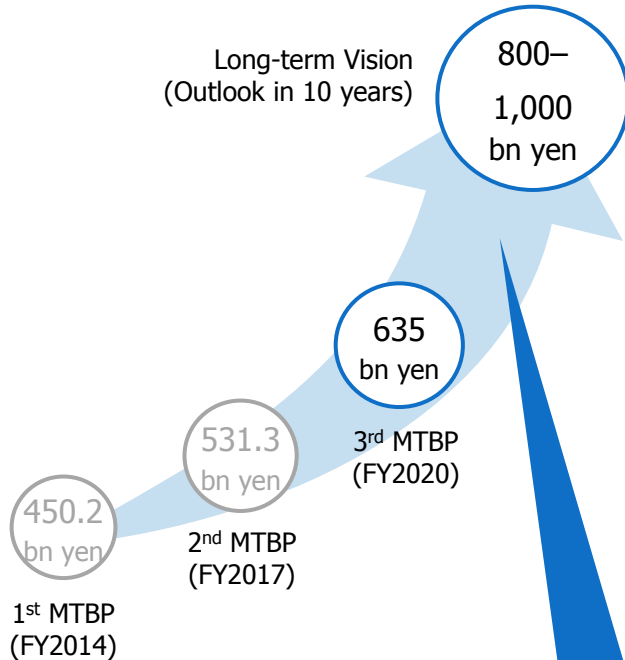 Long-term Vision
(Outlook in 10 years)
800–
1,000
bn yen
635
bn yen
3rd MTBP
(FY2020)
531.3
bn yen
2nd MTBP
(FY2017)
450.2
bn yen
1st MTBP
(FY2014)